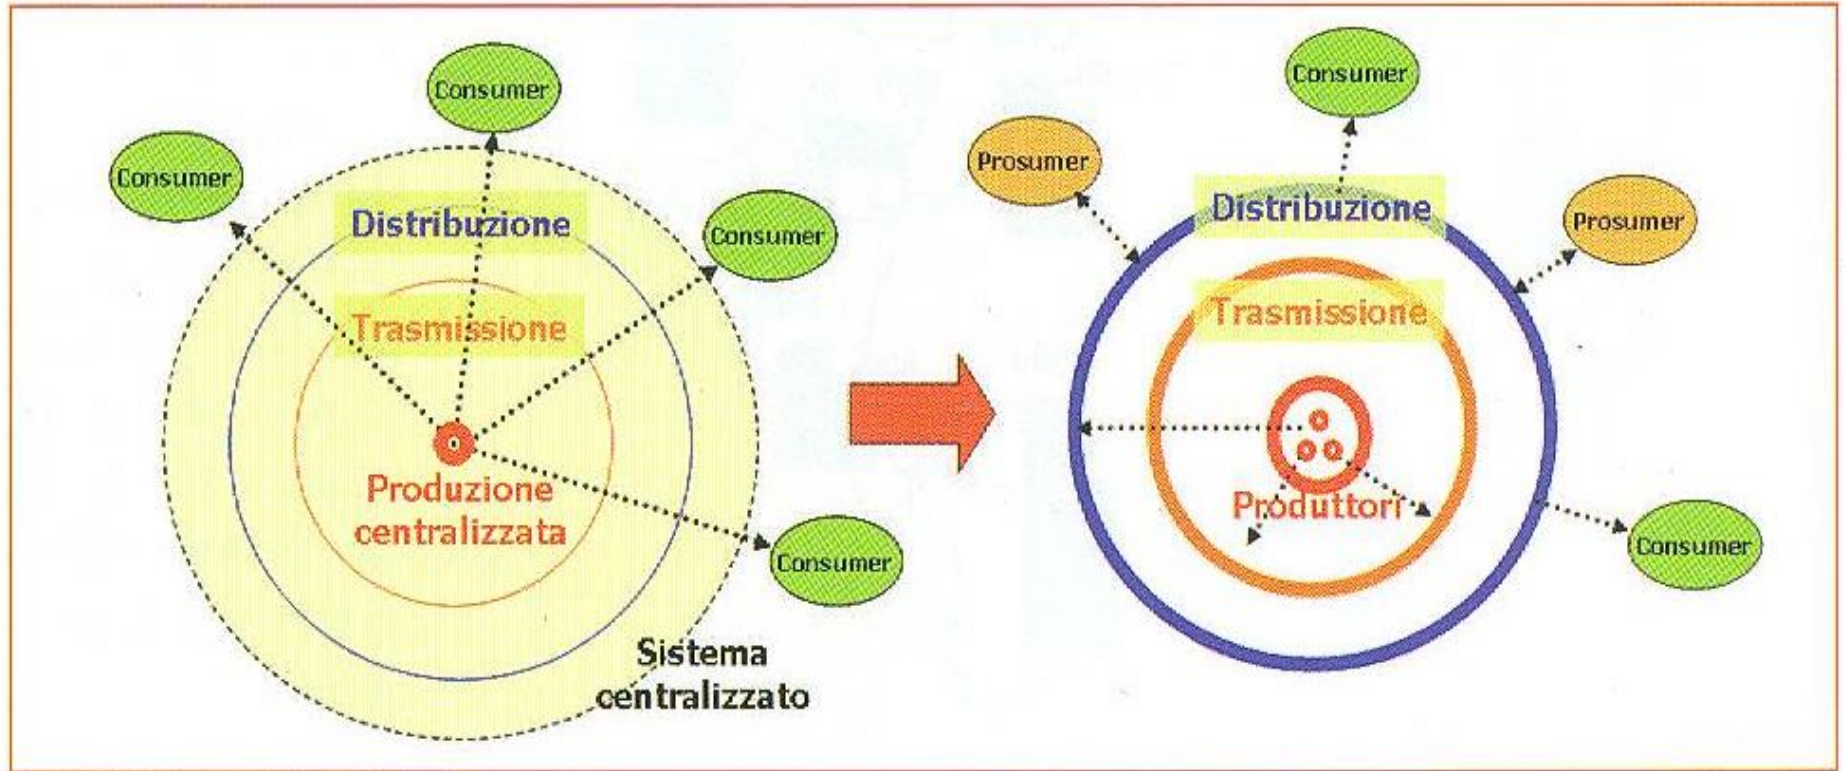 Consumer
Consumer
Consumer
Distribuzione
Trasmissione
Produzione
centralizzata
Consumer
Sistema
centralizzato
Consumer
Prosumer
Distribuzione
Prosumer
Trasmissione
Produttori
Consumer